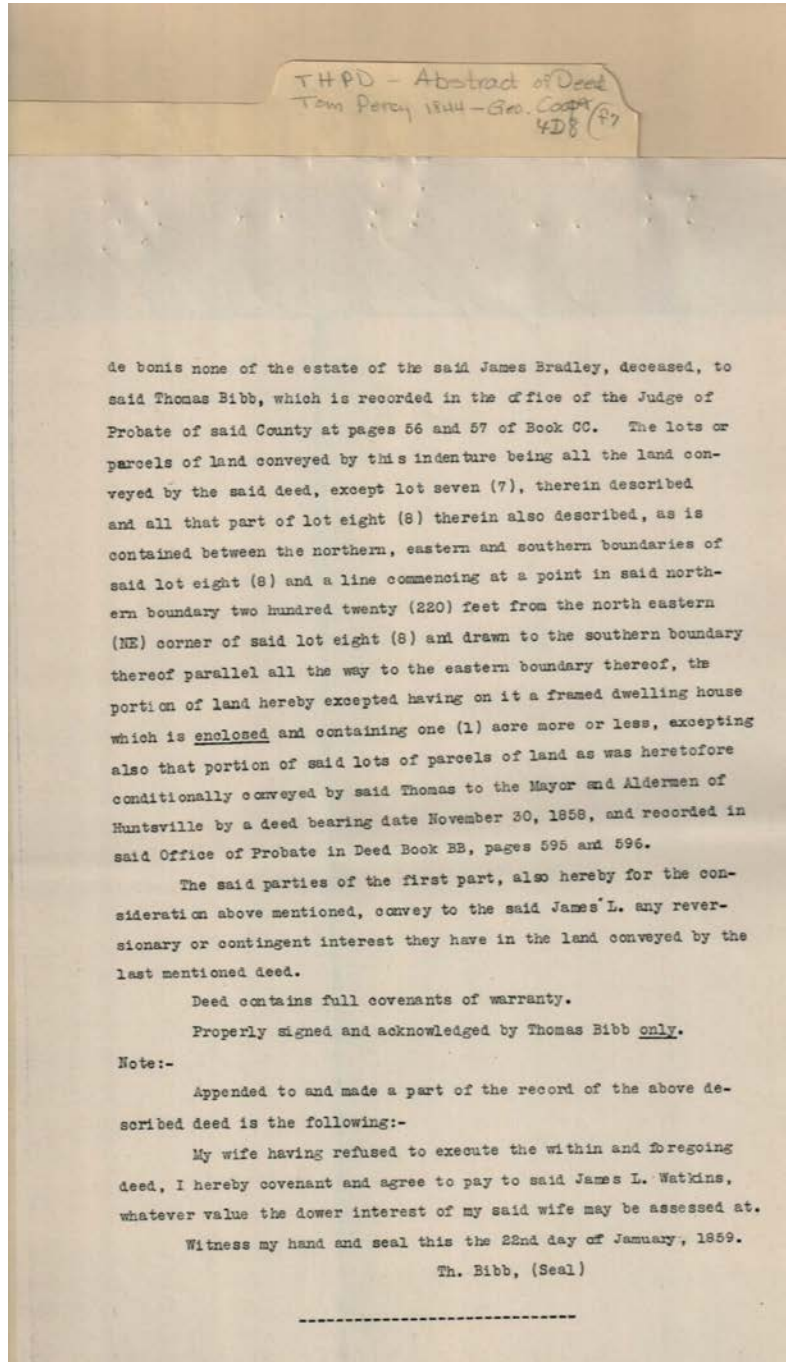 THPD - Abstract of Deed
Tom Percy 1844 - Geo. Coopr
4D8 f7
de bonis none of the estate of the said James Bradley, deceased, to
said Thomas Bibb, which is recorded in the office of the Judge of
Probate of said County at pages 56 and 57 of Book CC. The lots or
parcels of land conveyed by this indenture being all the land con-
veyed by the said deed, except lot seven (7), therein described
and all that part of lot eight (8) therein also described, as is
contained between the northern, eastern and southern boundaries of
said lot eight (8) and a line commencing at a point in said north-
ern boundary two hundred twenty (220) feet from the north eastern
(NE) corner of said lot eight (8) and drawn to the southern boundary
thereof parallel all the way to the eastern boundary thereof, the
portion of land hereby excepted having on it a framed dwelling house
which is enclosed and containing one (1) acre more or less, excepting
also that portion of said lots of parcels of land as was heretofore
conditionally conveyed by said Thomas to the Mayor and Aldermen of
Huntsville by a deed bearing date November 30, 1858, and recorded in
said Office of Probate in Deed Book BB, pages 595 and 596.
The said parties of the first part, also hereby for the con-
sideration above mentioned, convey to the said James L. any rever-
sionary or contingent interest they have in the land conveyed by the
last mentioned deed.
Deed contains full covenants of warranty.
Properly signed and acknowledged by Thomas Bibb only.
Note:-
Appended to and made a part of the record of the above de-
scribed deed is the following:-
My wife having refused to execute the within and foregoing
deed, I hereby covenant and agree to pay to said James L. Watkins,
whatever value the dower interest of my said wife may be assessed at.
Witness my hand and seal this the 22nd day of January, 1859.
Th. Bibb, (Seal)